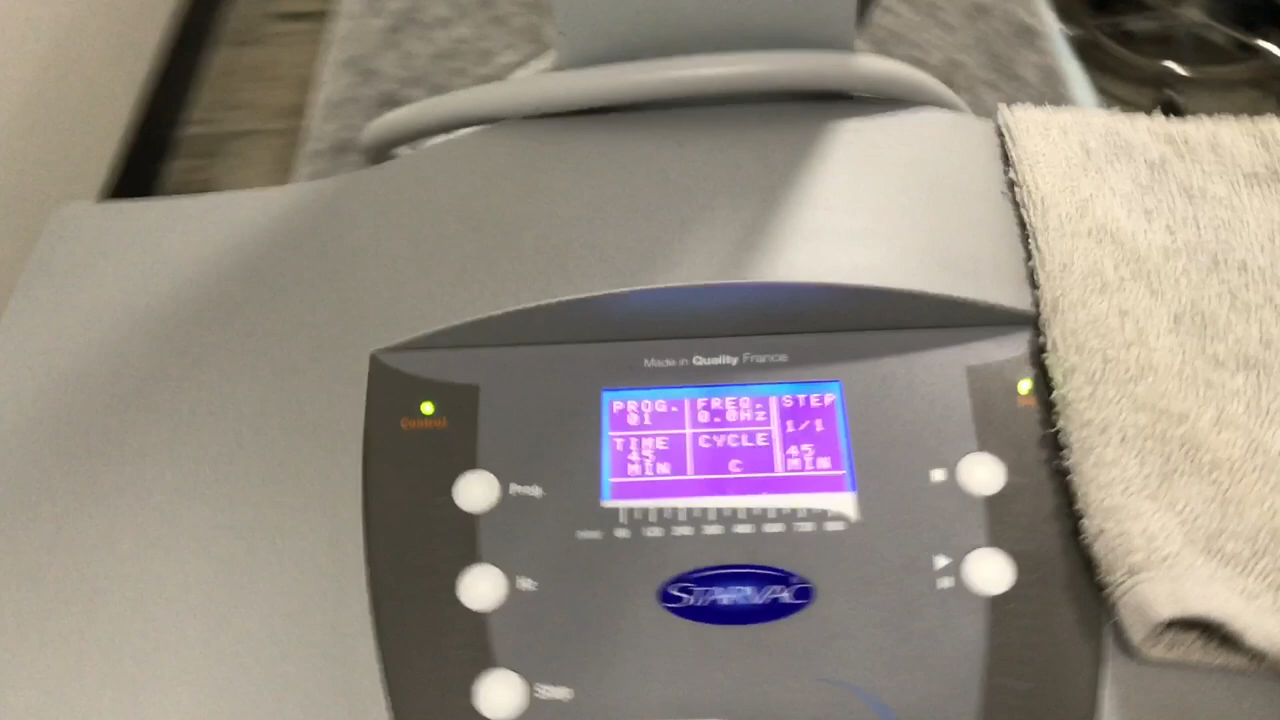 Made in Quality France
PROG. FREQ. STEP
01 0.0Hz 1/1
TIME CYCLE
45 45
MIN C MIN
Control
Prog.
Hz
STARVAC